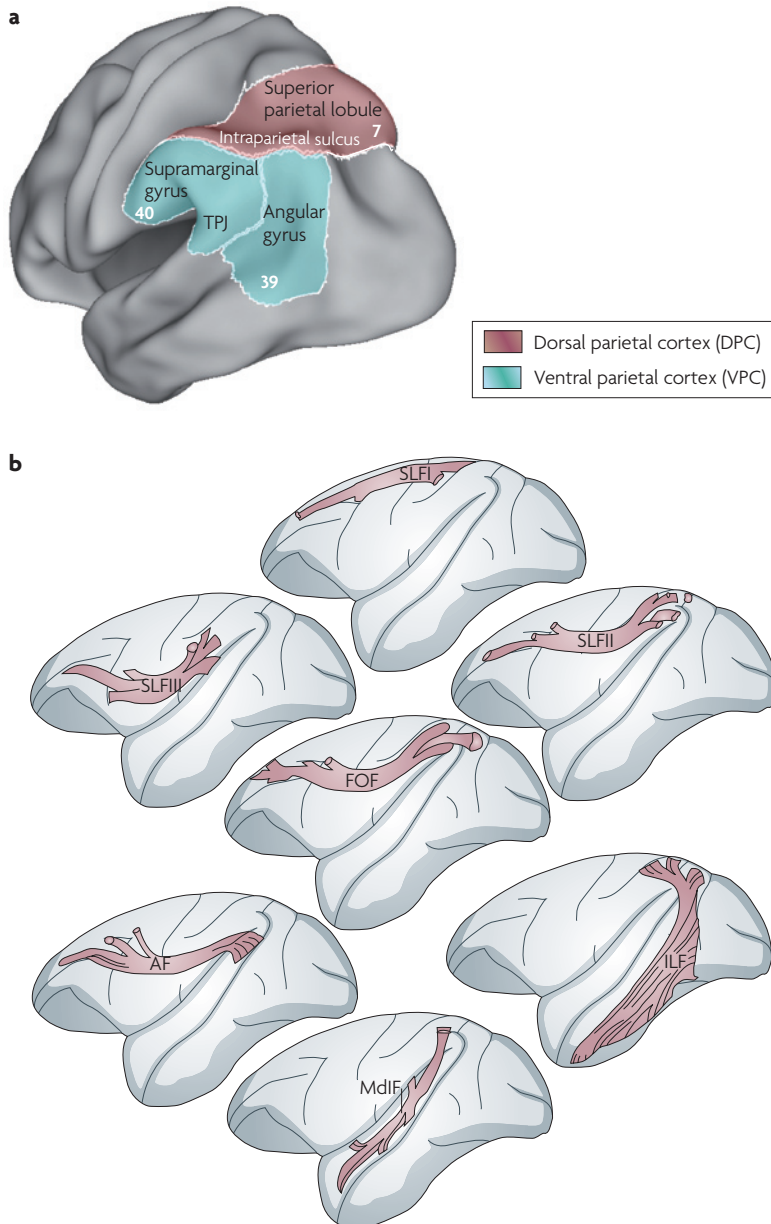 a
Superior
parietal lobule
7
Intraparietal sulcus
Supramarginal
gyrus
40
TPJ
Angular
gyrus
39
Dorsal parietal cortex (DPC)
Ventral parietal cortex (VPC)
b
SLFI
SLFIII
SLFII
FOF
AF
ILF
MdlF